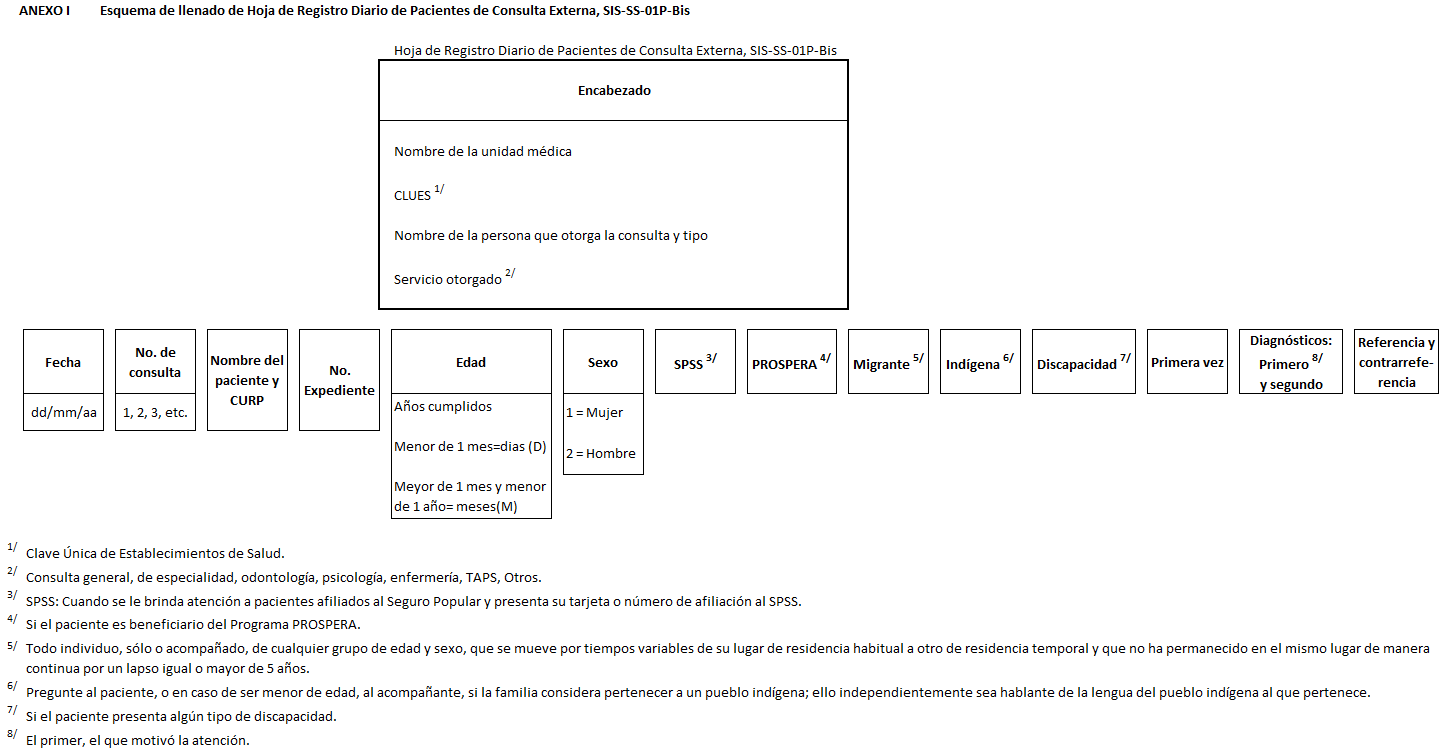 ANEXO I Esquema de llenado de Hoja de Registro Diario de Pacientes de Consulta Externa, SIS-SS-01P-Bis
Hoja de Registro Diario de Pacientes de Consulta Externa, SIS-SS-01P-Bis
Encabezado
Nombre de la unidad médica
CLUES 1/
Nombre de la persona que otorga la consulta y tipo
Servicio otorgado 2/
Fecha
dd/mm/aa
No. de
consulta
1, 2, 3, etc.
Nombre del
paciente y
CURP
No.
Expediente
Edad
Años cumplidos
Menor de 1 mes=dias (D)
Meyor de 1 mes y menor
de 1 año= meses(M)
Sexo
1 = Mujer
2 = Hombre
SPSS 3/
PROSPERA 4/
Migrante 5/
Indígena 6/
Discapacidad 7/
Primera vez
Diagnósticos:
Primero 8/
y segundo
Referencia y
contrarrefe-
rencia
1/ Clave Única de Establecimientos de Salud.
2/ Consulta general, de especialidad, odontología, psicología, enfermería, TAPS, Otros.
3/ SPSS: Cuando se le brinda atención a pacientes afiliados al Seguro Popular y presenta su tarjeta o número de afiliación al SPSS.
4/ Si el paciente es beneficiario del Programa PROSPERA.
5/ Todo individuo, sólo o acompañado, de cualquier grupo de edad y sexo, que se mueve por tiempos variables de su lugar de residencia habitual a otro de residencia temporal y que no ha permanecido en el mismo lugar de manera
continua por un lapso igual o mayor de 5 años.
6/ Pregunte al paciente, o en caso de ser menor de edad, al acompañante, si la familia considera pertenecer a un pueblo indígena; ello independientemente sea hablante de la lengua del pueblo indígena al que pertenece.
7/ Si el paciente presenta algún tipo de discapacidad.
8/ El primer, el que motivó la atención.